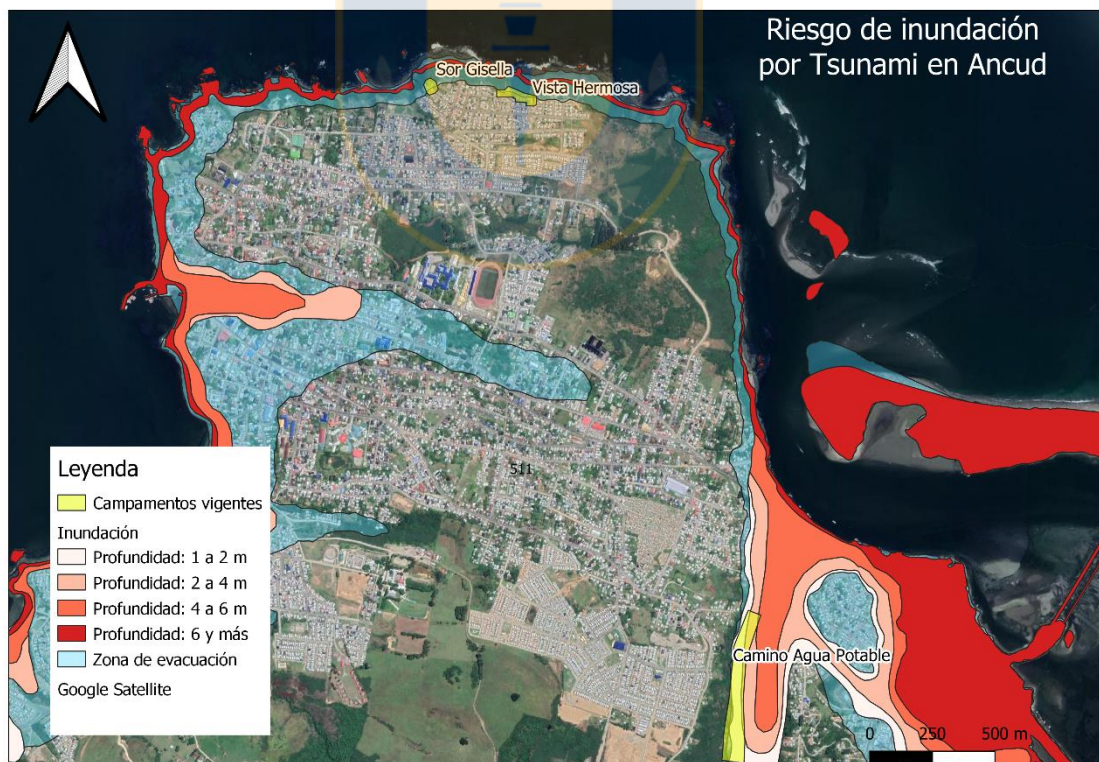 Riesgo de inundación
por Tsunami en Ancud
Sor Gisella
Vista Hermosa
511
Camino Agua Potable
Leyenda
Campamentos vigentes
Inundación
Profundidad: 1 a 2 m
Profundidad: 2 a 4 m
Profundidad: 4 a 6 m
Profundidad: 6 y más
Zona de evacuación
Google Satellite
0 250 500 m